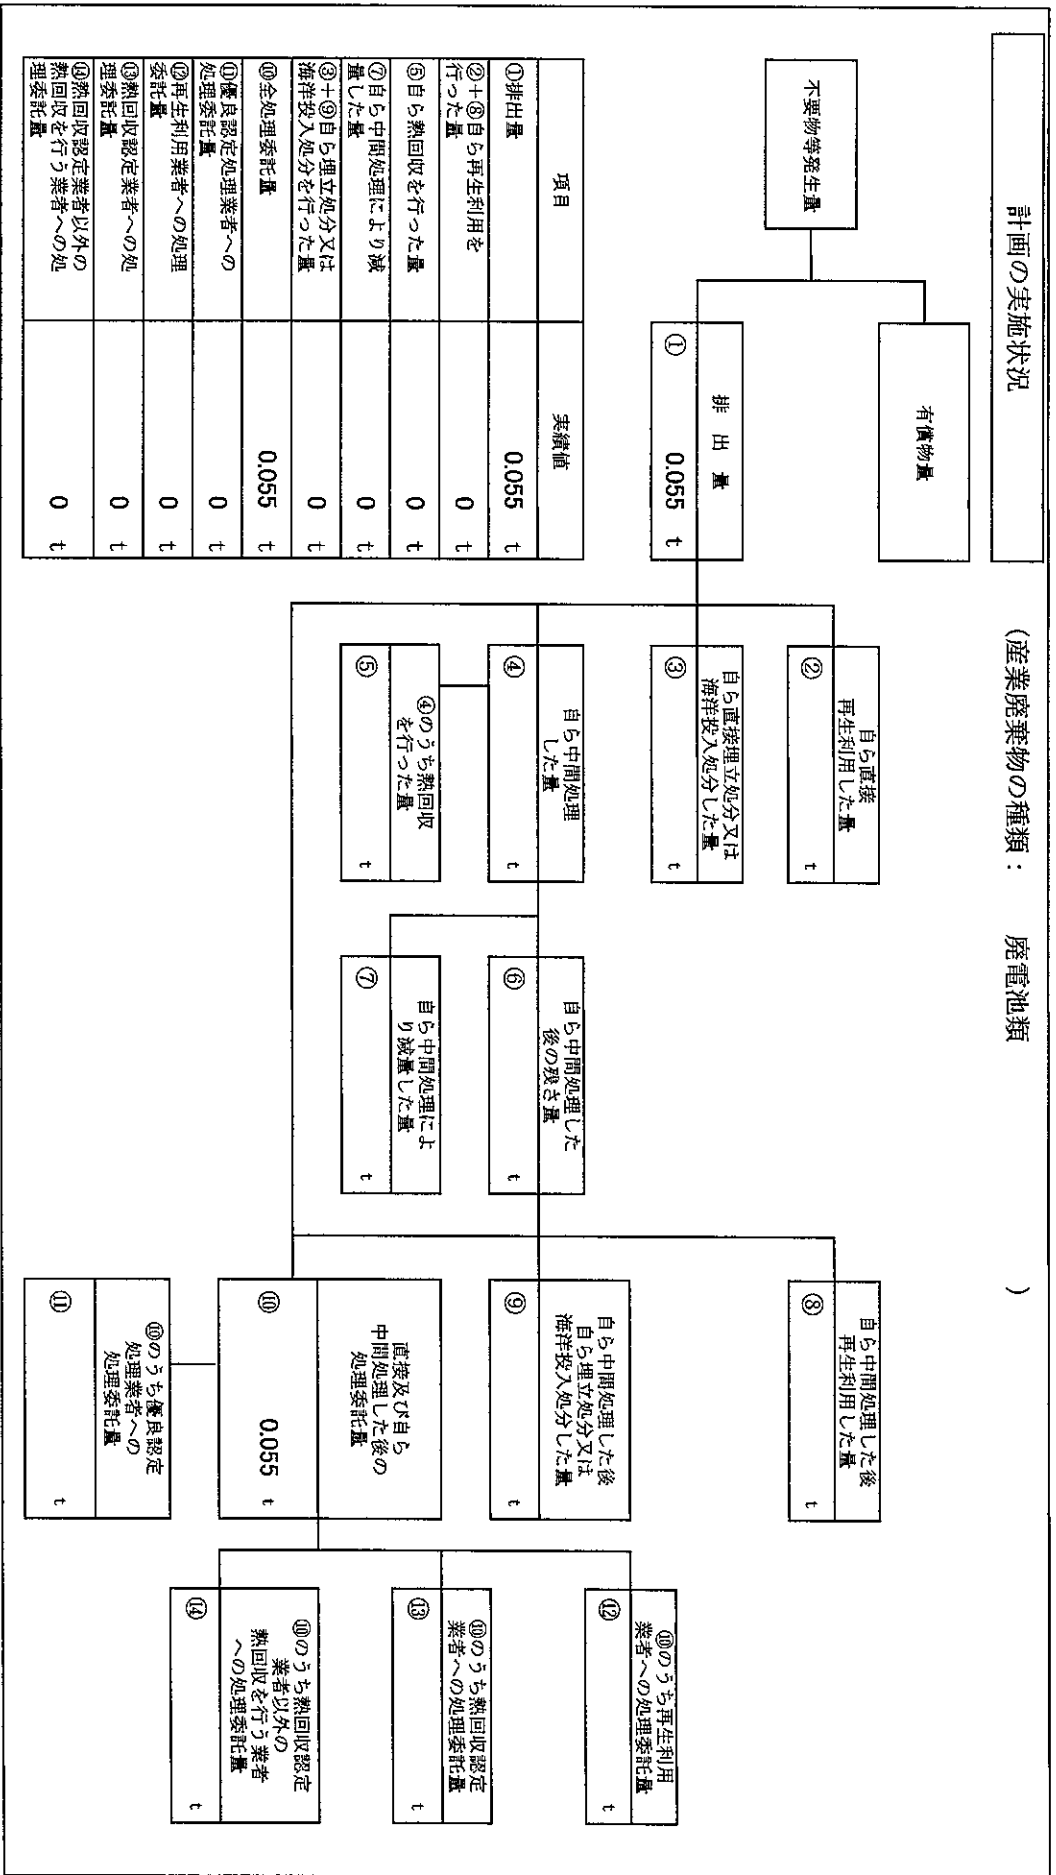 計画の実施状況
(産業廃棄物の種類： 廃電池類 )
不要物等発生量
有償物量
排 出 量
① 0.055 t
自ら直接
再生利用した量
② t
自ら直接埋立処分又は
海洋投入処分した量
③ t
自ら中間処理
した量
④ t
④のうち熱回収
を行った量
⑤ t
自ら中間処理した
後の残さ量
⑥ t
自ら中間処理によ
り減量した量
⑦ t
自ら中間処理した後
再生利用した量
⑧ t
自ら中間処理した後
自ら埋立処分又は
海洋投入処分した量
⑨ t
直接及び自ら
中間処理した後の
処理委託量
⑩ 0.055 t
⑩のうち優良認定
処理業者への
処理委託量
⑪ t
⑩のうち再生利用
業者への処理委託量
⑫ t
⑩のうち熱回収認定
業者への処理委託量
⑬ t
⑩のうち熱回収認定
業者以外の
熱回収を行う業者
への処理委託量
⑭ t
項目 実績値
①排出量 0.055 t
②＋⑧自ら再生利用を
行った量 0 t
⑤自ら熱回収を行った量 0 t
⑦自ら中間処理により減
量した量 0 t
③＋⑨自ら埋立処分又は
海洋投入処分を行った量 0 t
⑩全処理委託量 0.055 t
⑪優良認定処理業者への
処理委託量 0 t
⑫再生利用業者への処理
委託量 0 t
⑬熱回収認定業者への処
理委託量 0 t
⑭熱回収認定業者以外の
熱回収を行う業者への処
理委託量 0 t